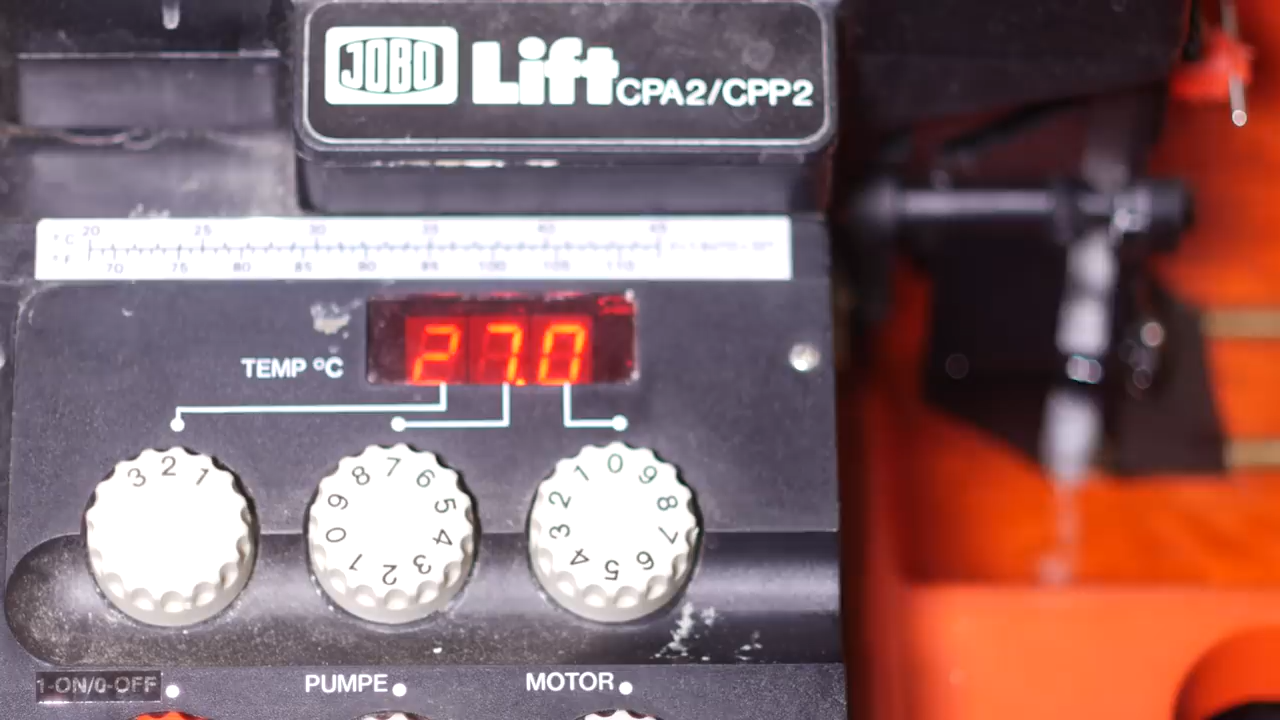 JOBO Lift CPA2/CPP2
°C 20 25 30 35 40 45
°F 70 75 80 85 90 95 100 105 110
TEMP °C 27.0
3 2 1
0 9 8 7 6 5 4 3 2 1
4 3 2 1 0 9 8 7 6 5
1-ON/0-OFF PUMPE MOTOR